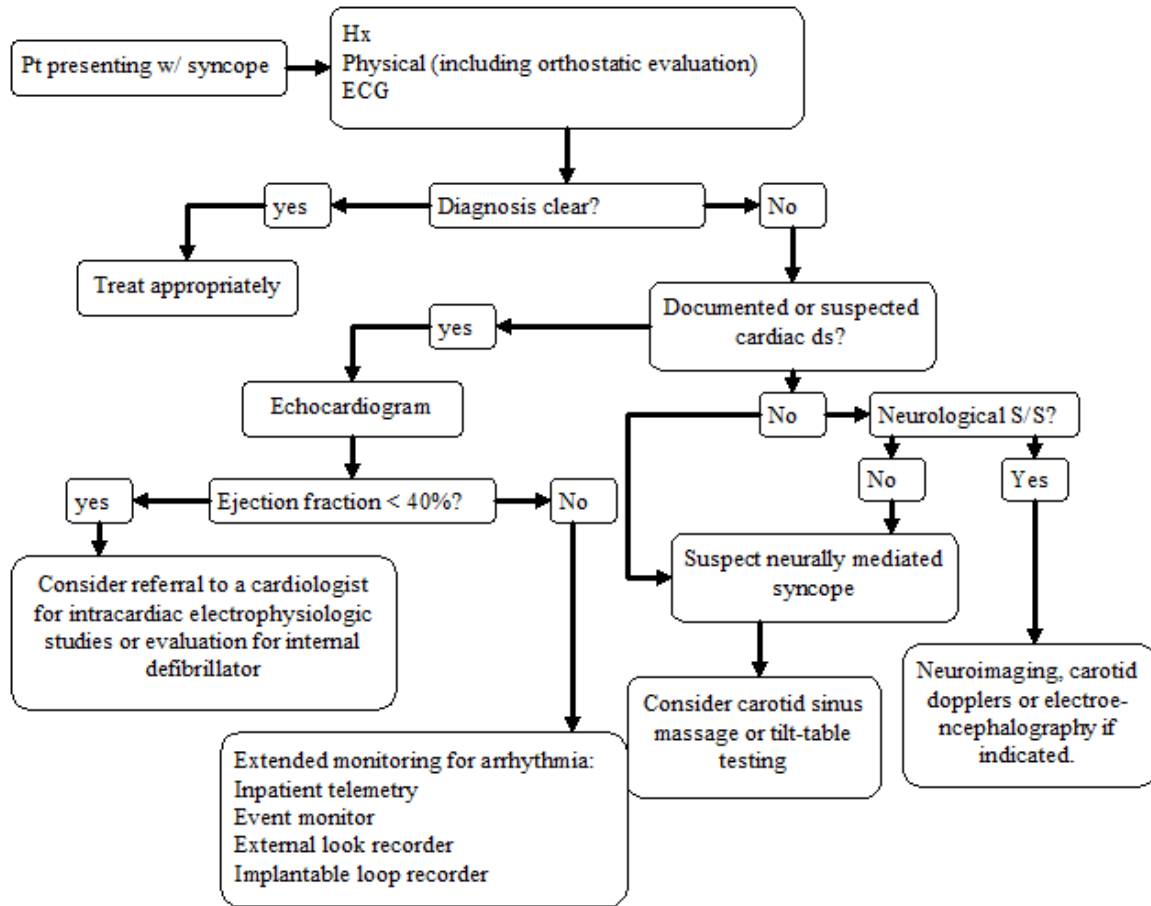 Hx
Pt presenting w/ syncope
Physical (including orthostatic evaluation)
ECG
yes
Diagnosis clear?
No
Treat appropriately
Documented or suspected
cardiac ds?
yes
Echocardiogram
No
Neurological S/S?
yes
Ejection fraction < 40%?
No
No
Yes
Suspect neurally mediated
syncope
Consider referral to a cardiologist
for intracardiac electrophysiologic
studies or evaluation for internal
defibrillator
Neuroimaging, carotid
dopplers or electroe-
ncephalography if
indicated.
Consider carotid sinus
massage or tilt-table
testing
Extended monitoring for arrhythmia:
Inpatient telemetry
Event monitor
External look recorder
Implantable loop recorder